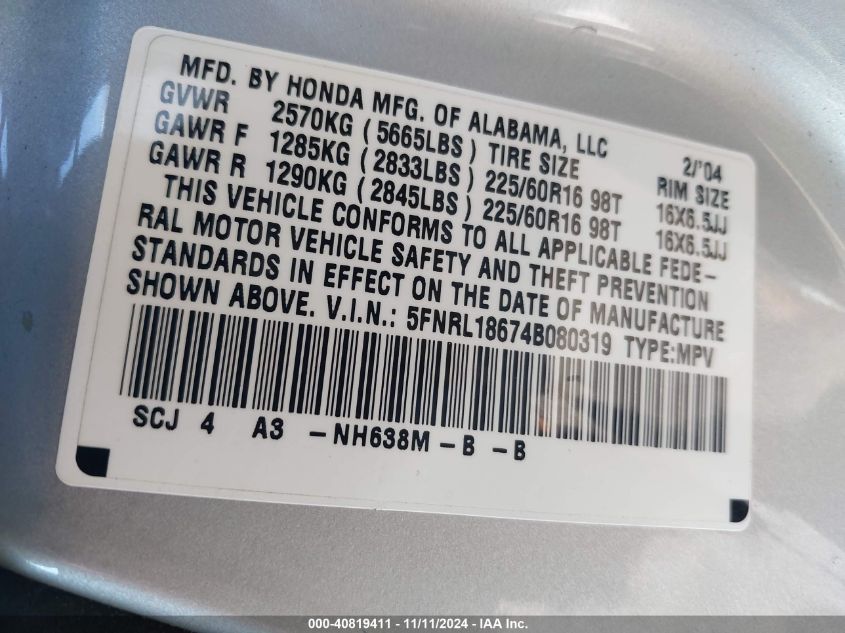 MFD. BY HONDA MFG. OF ALABAMA, LLC 2/'04
GVWR 2570KG (5665LBS) TIRE SIZE RIM SIZE
GAWR F 1285KG (2833LBS) 225/60R16 98T 16X6.5JJ
GAWR R 1290KG (2845LBS) 225/60R16 98T 16X6.5JJ
THIS VEHICLE CONFORMS TO ALL APPLICABLE FEDE-
RAL MOTOR VEHICLE SAFETY AND THEFT PREVENTION
STANDARDS IN EFFECT ON THE DATE OF MANUFACTURE
SHOWN ABOVE. V.I.N.: 5FNRL18674B080319 TYPE:MPV
SCJ 4 A3 -NH638M-B -B
000-40819411 - 11/11/2024 - IAA Inc.